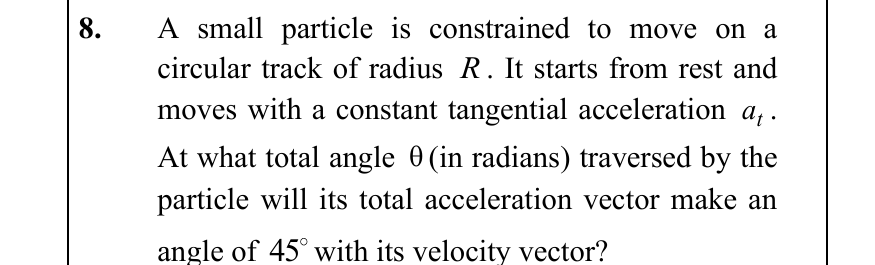 8. A small particle is constrained to move on a
circular track of radius R. It starts from rest and
moves with a constant tangential acceleration aₜ.
At what total angle θ (in radians) traversed by the
particle will its total acceleration vector make an
angle of 45° with its velocity vector?